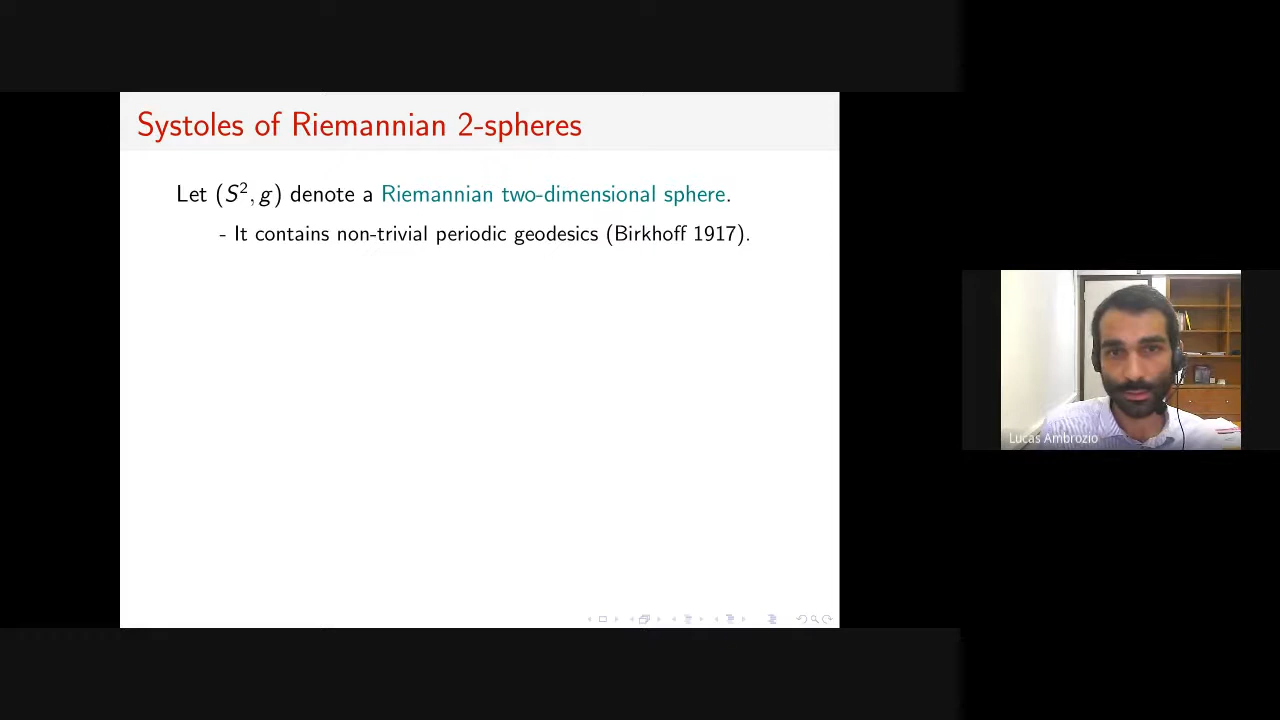 Systoles of Riemannian 2-spheres
Let (S², g) denote a Riemannian two-dimensional sphere.
- It contains non-trivial periodic geodesics (Birkhoff 1917).
Lucas Ambrozio